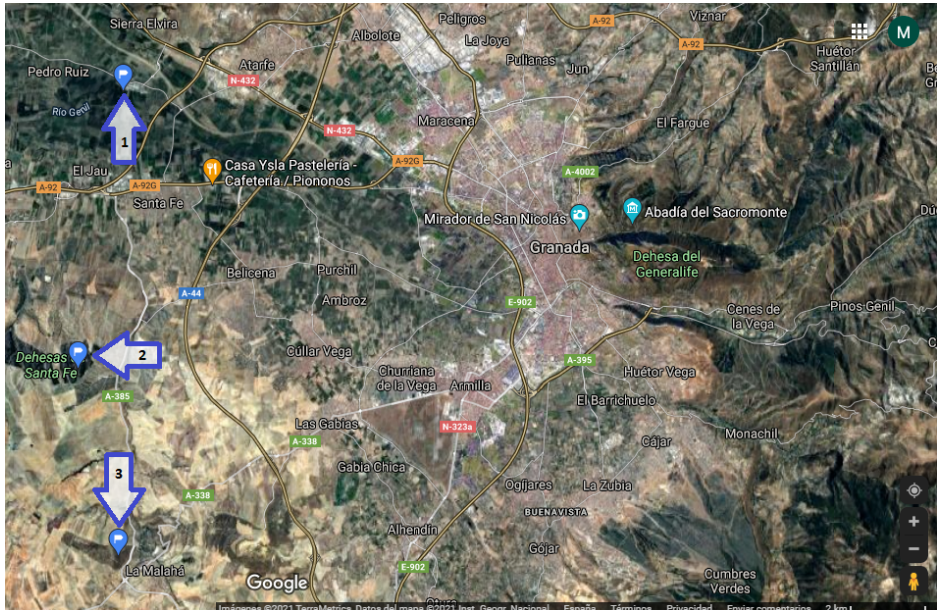 Sierra Elvira
Peligros
A-92
Víznar
Albolote
La Joya
M
Pulianas
A-92
Huétor
Santillán
Pedro Ruiz
Atarfe
Jun
N-432
Río Genil
Maracena
El Fargue
1
N-432
El Jau
Casa Ysla Pastelería -
Cafetería / Piononos
A-92G
A-4002
A-92
A-92G
Santa Fe
Mirador de San Nicolás
Abadía del Sacromonte
Granada
Dehesa del
Generalife
Belicena
Purchil
A-44
Ambroz
E-902
Cenes de
la Vega
Pinos Genil
Dehesas
Santa Fe
2
Cúllar Vega
A-395
Churriana
de la Vega
Armilla
Huétor Vega
A-385
El Barrichuelo
Las Gabias
N-323a
A-338
Monachil
Cájar
3
Gabia Chica
Ogíjares
La Zubia
A-338
BUENAVISTA
Alhendín
Gójar
La Malahá
E-902
Cumbres
Verdes
Google
Otura
Imágenes ©2021 TerraMetrics, Datos del mapa ©2021 Inst. Geogr. Nacional España Términos Privacidad Enviar comentarios 2 km